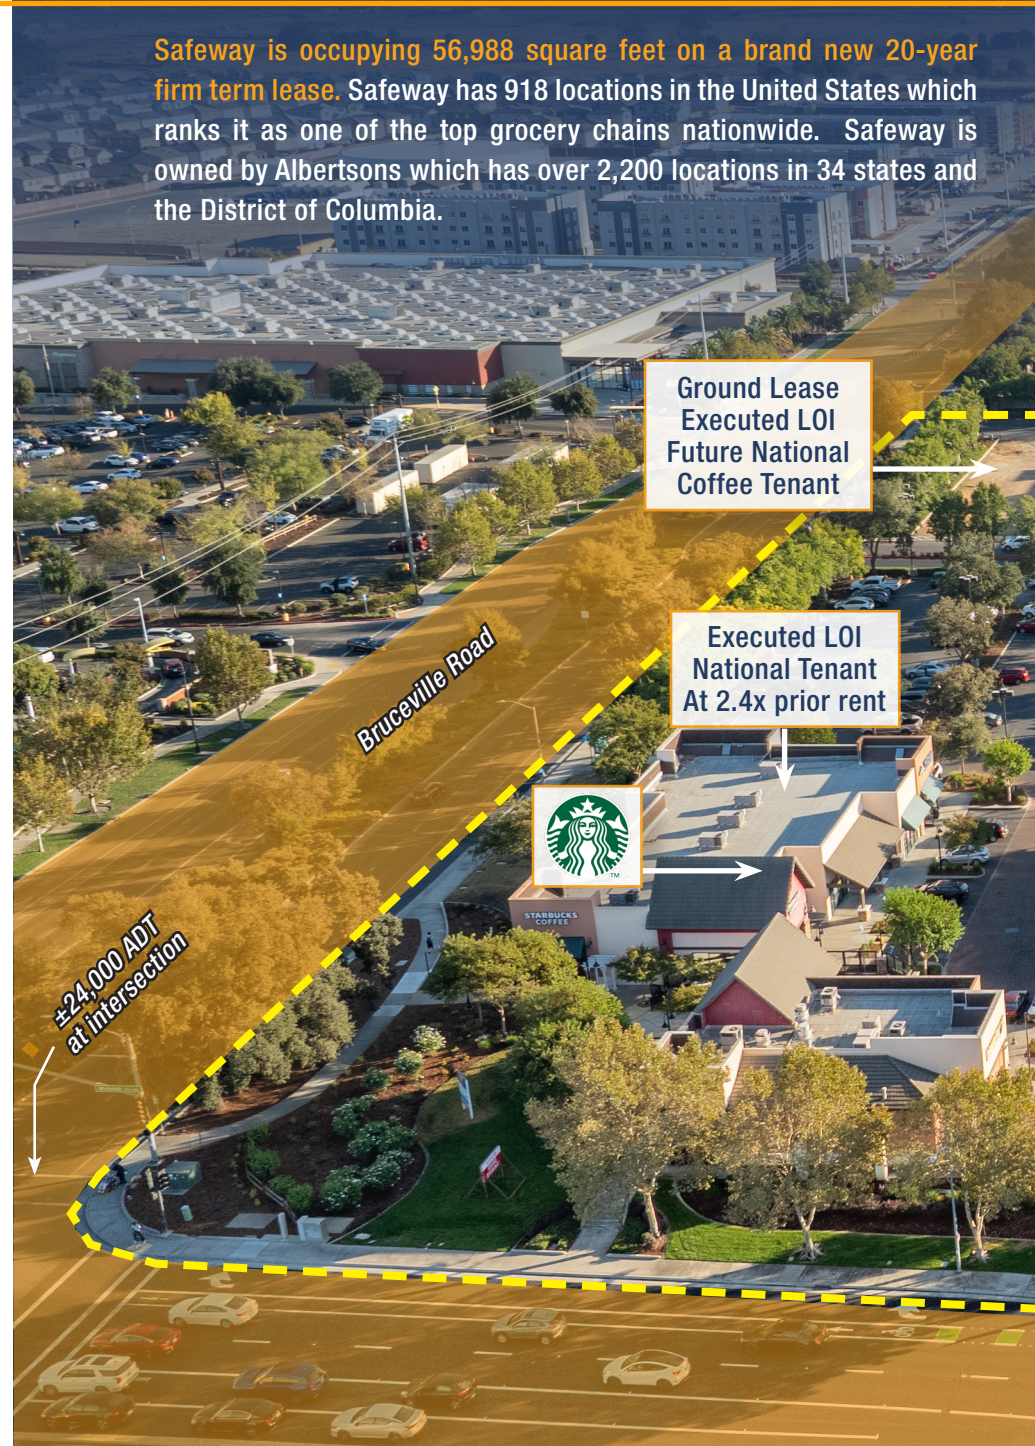 Safeway is occupying 56,988 square feet on a brand new 20-year
firm term lease. Safeway has 918 locations in the United States which
ranks it as one of the top grocery chains nationwide. Safeway is
owned by Albertsons which has over 2,200 locations in 34 states and
the District of Columbia.
Pharmacy
Ground Lease
Executed LOI
Future National
Coffee Tenant
Executed LOI
National Tenant
At 2.4x prior rent
Bruceville Road
TM
STARBUCKS
COFFEE
±24,000 ADT
at intersection